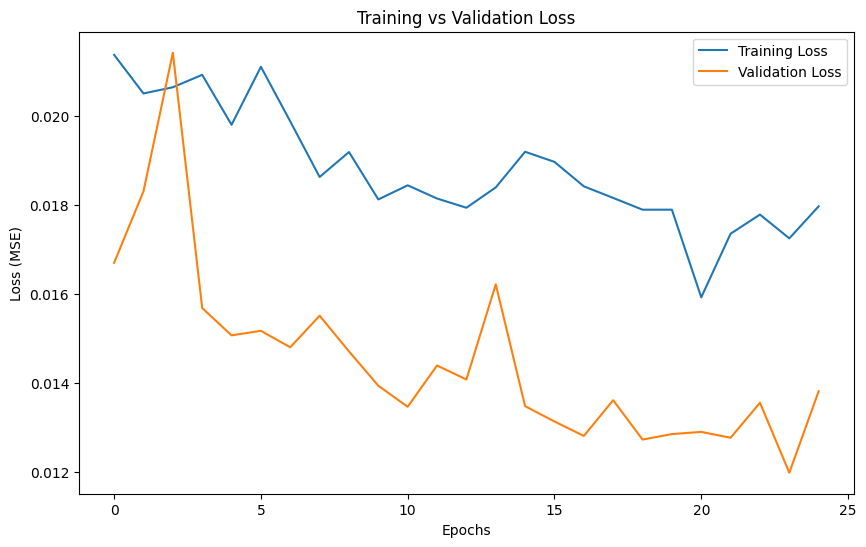 Training vs Validation Loss
Training Loss
Validation Loss
0.020
0.018
0.016
0.014
0.012
Loss (MSE)
0 5 10 15 20 25
Epochs